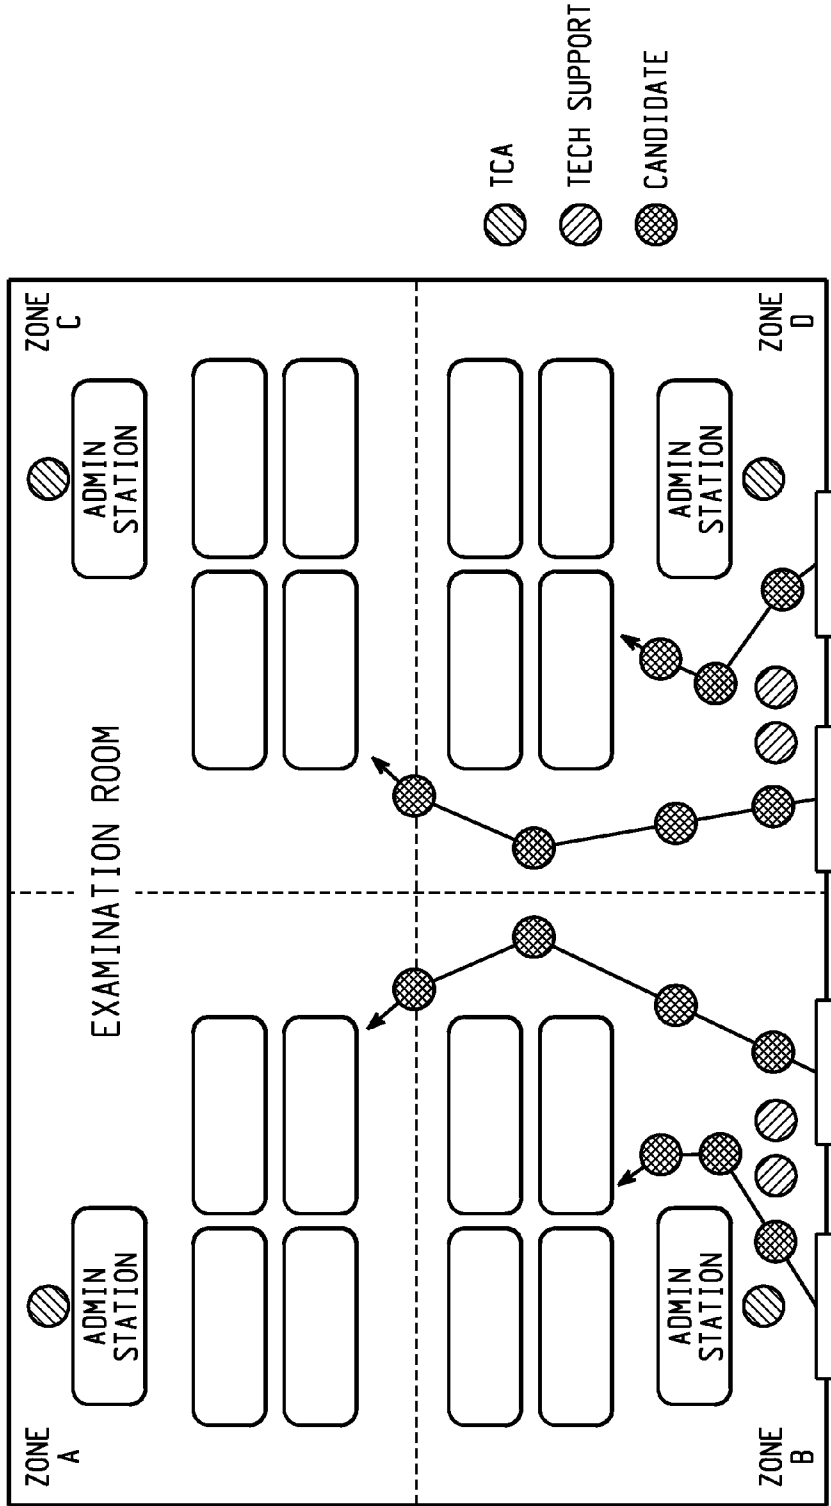 ZONE
A
ADMIN
STATION
EXAMINATION ROOM
ADMIN
STATION
ZONE
C
ADMIN
STATION
ZONE
B
ADMIN
STATION
ZONE
D
TCA
TECH SUPPORT
CANDIDATE